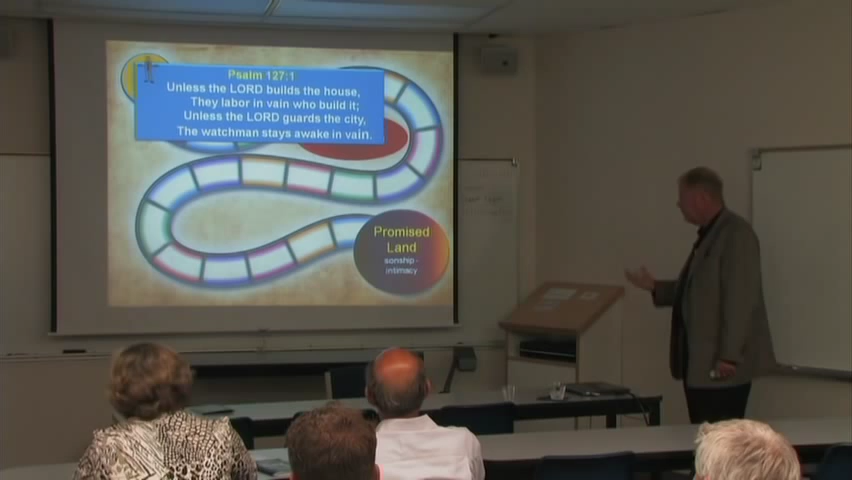 Psalm 127:1
Unless the LORD builds the house,
They labor in vain who build it;
Unless the LORD guards the city,
The watchman stays awake in vain.
Promised
Land
sonship -
intimacy